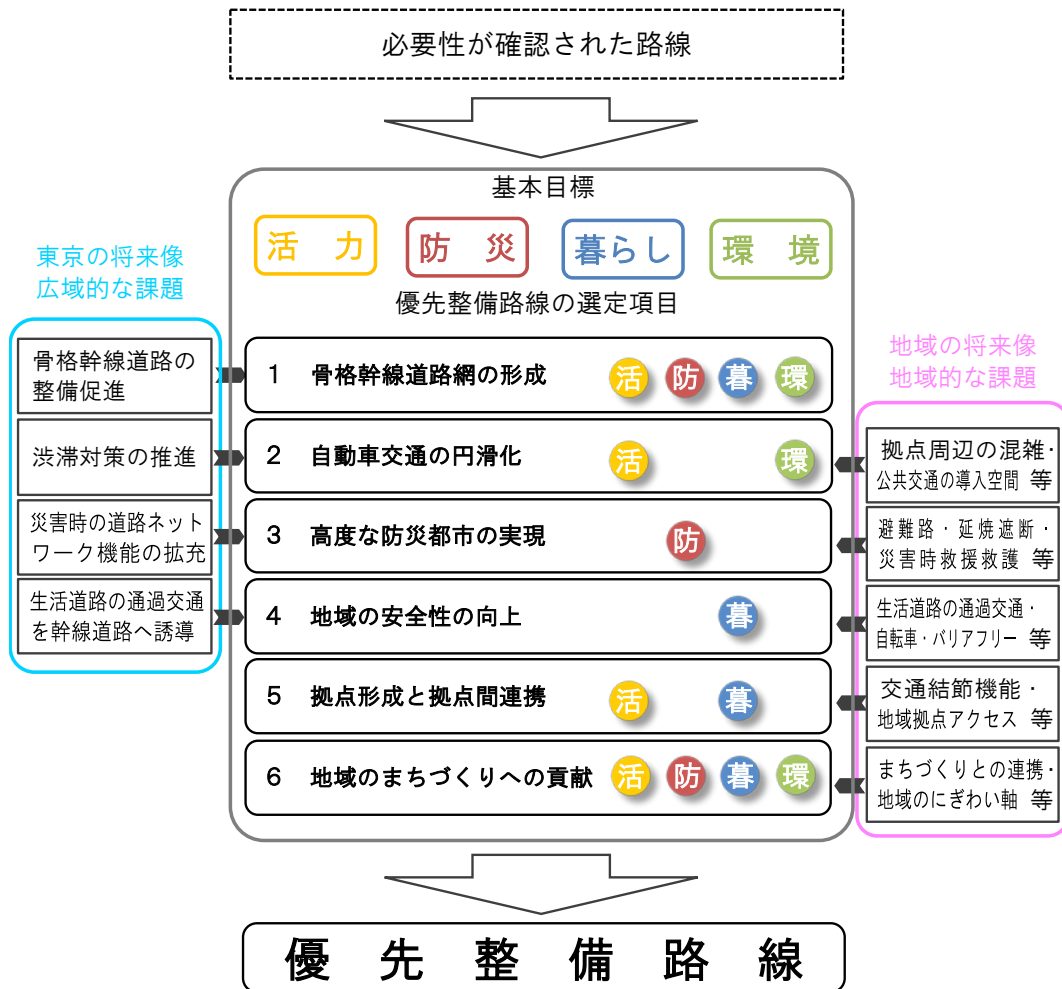 必要性が確認された路線
基本目標
活 力
防 災
暮らし
環 境
優先整備路線の選定項目
東京の将来像
広域的な課題
骨格幹線道路の
整備促進
渋滞対策の推進
災害時の道路ネット
ワーク機能の拡充
生活道路の通過交通
を幹線道路へ誘導
1 骨格幹線道路網の形成 活 防 暮 環
2 自動車交通の円滑化 活 環
3 高度な防災都市の実現 防
4 地域の安全性の向上 暮
5 拠点形成と拠点間連携 活 暮
6 地域のまちづくりへの貢献 活 防 暮 環
地域の将来像
地域的な課題
拠点周辺の混雑・
公共交通の導入空間 等
避難路・延焼遮断・
災害時救援救護 等
生活道路の通過交通・
自転車・バリアフリー 等
交通結節機能・
地域拠点アクセス 等
まちづくりとの連携・
地域のにぎわい軸 等
優先整備路線